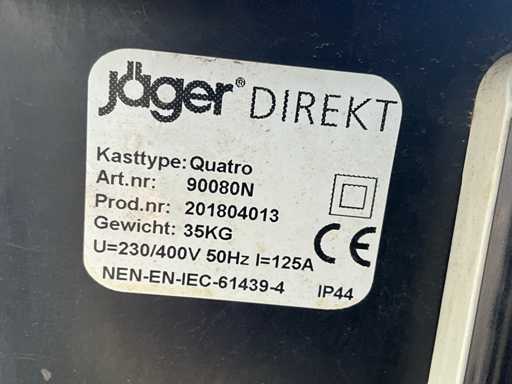 jäger® DIREKT
Kasttype: Quatro
Art.nr: 90080N
Prod.nr: 201804013
Gewicht: 35KG
U=230/400V 50Hz I=125A
CE
NEN-EN-IEC-61439-4 IP44